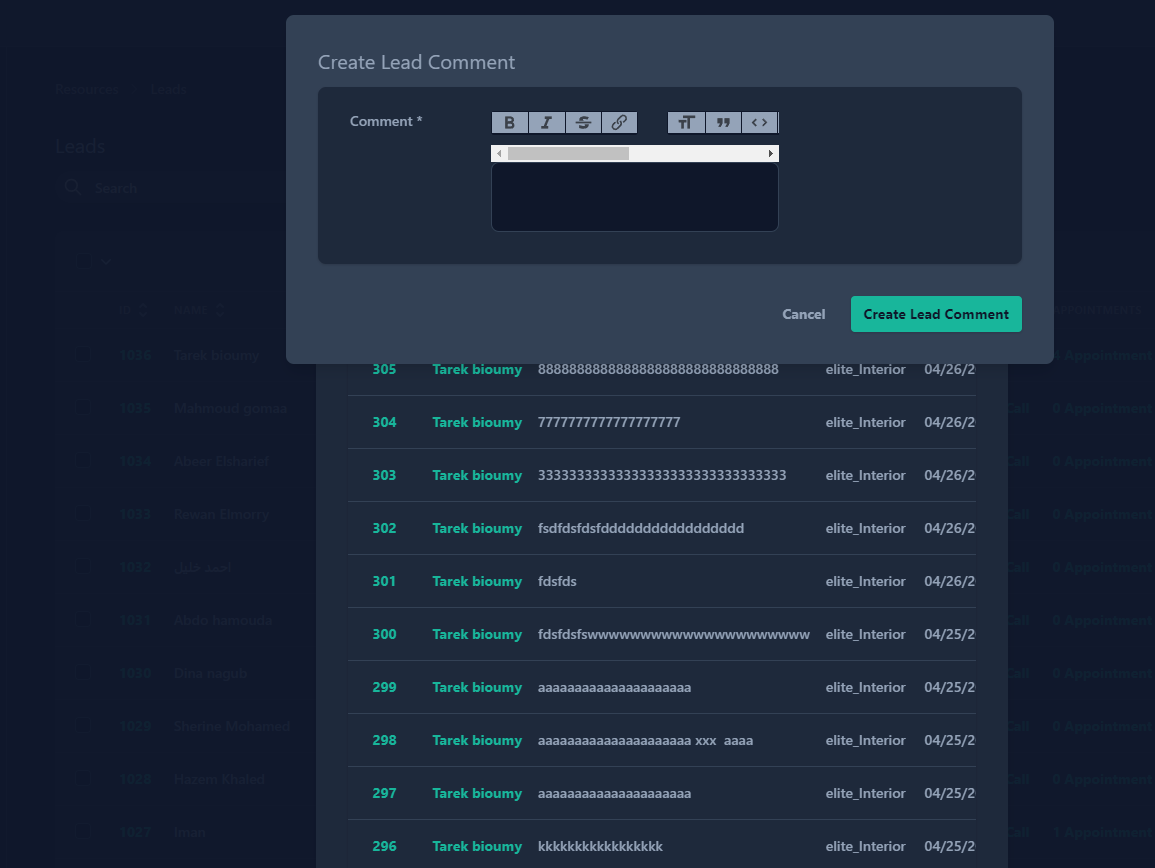 Create Lead Comment
Comment *
Cancel
Create Lead Comment
Resources Leads
Leads
Search
ID NAME APPOINTMENTS
1036 Tarek bioumy Appointment
1035 Mahmoud gomaa Call 0 Appointment
1034 Abeer Elsharief Call 0 Appointment
1033 Rewan Elmorry Call 0 Appointment
1032 احمد خليل Call 0 Appointment
1031 Abdo hamouda Call 0 Appointment
1030 Dina nagub Call 0 Appointment
1029 Sherine Mohamed Call 0 Appointment
1028 Hazem Khaled Call 0 Appointment
1027 Iman Call 1 Appointment
305 Tarek bioumy 8888888888888888888888888888888 elite_Interior 04/26/2
304 Tarek bioumy 7777777777777777777 elite_Interior 04/26/2
303 Tarek bioumy 33333333333333333333333333333333 elite_Interior 04/26/2
302 Tarek bioumy fsdfdsfdsfdddddddddddddddddd elite_Interior 04/26/2
301 Tarek bioumy fdsfds elite_Interior 04/26/2
300 Tarek bioumy fdsfdsfswwwwwwwwwwwwwwwwwwwww elite_Interior 04/25/2
299 Tarek bioumy aaaaaaaaaaaaaaaaaaaaa elite_Interior 04/25/2
298 Tarek bioumy aaaaaaaaaaaaaaaaaaaaa xxx aaaa elite_Interior 04/25/2
297 Tarek bioumy aaaaaaaaaaaaaaaaaaaaa elite_Interior 04/25/2
296 Tarek bioumy kkkkkkkkkkkkkkkkk elite_Interior 04/25/2